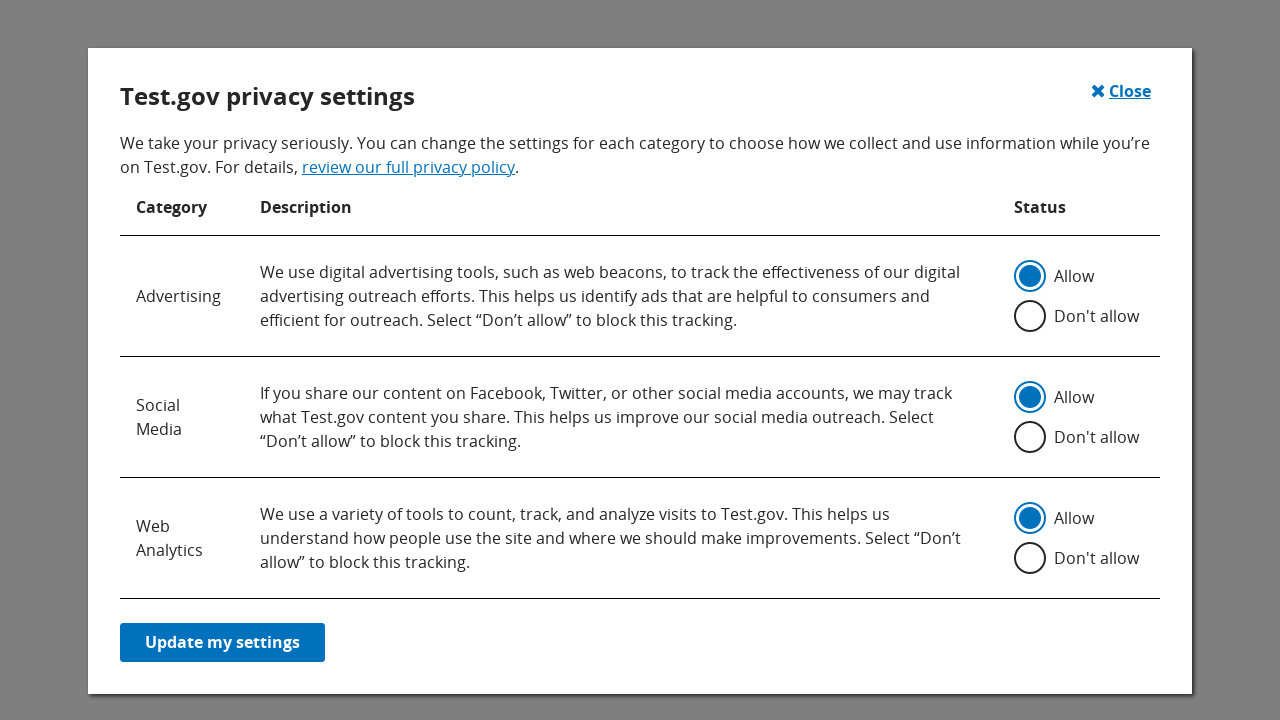 Test.gov privacy settings
✖ Close
We take your privacy seriously. You can change the settings for each category to choose how we collect and use information while you’re
on Test.gov. For details, review our full privacy policy.
Category Description Status
Advertising
We use digital advertising tools, such as web beacons, to track the effectiveness of our digital
advertising outreach efforts. This helps us identify ads that are helpful to consumers and
efficient for outreach. Select “Don’t allow” to block this tracking.
Allow
Don't allow
Social
Media
If you share our content on Facebook, Twitter, or other social media accounts, we may track
what Test.gov content you share. This helps us improve our social media outreach. Select
“Don’t allow” to block this tracking.
Allow
Don't allow
Web
Analytics
We use a variety of tools to count, track, and analyze visits to Test.gov. This helps us
understand how people use the site and where we should make improvements. Select “Don’t
allow” to block this tracking.
Allow
Don't allow
Update my settings